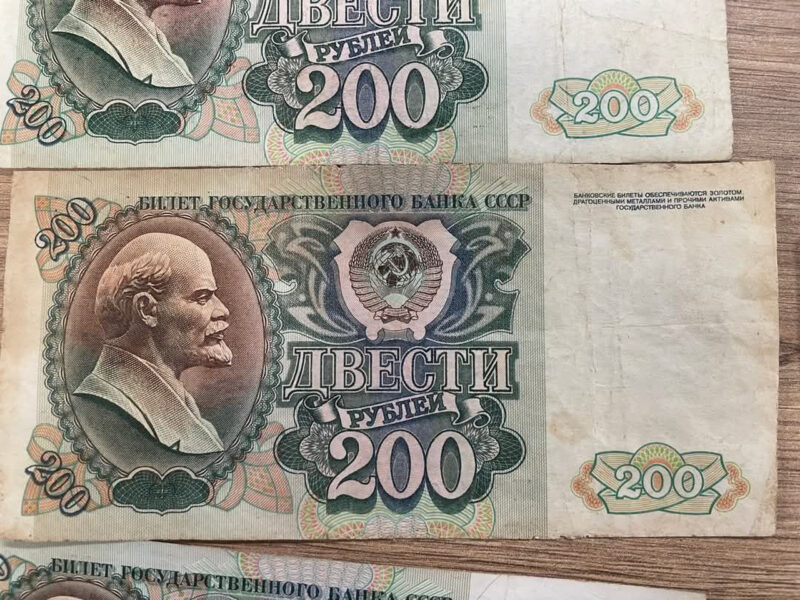 ДВЕСТИ
РУБЛЕЙ
200
200
200
БИЛЕТ ГОСУДАРСТВЕННОГО БАНКА СССР
БАНКОВСКИЕ БИЛЕТЫ ОБЕСПЕЧИВАЮТСЯ ЗОЛОТОМ
ДРАГОЦЕННЫМИ МЕТАЛЛАМИ И ПРОЧИМИ АКТИВАМИ
ГОСУДАРСТВЕННОГО БАНКА
200
ДВЕСТИ
РУБЛЕЙ
200
200
200
БИЛЕТ ГОСУДАРСТВЕННОГО БАНКА СССР